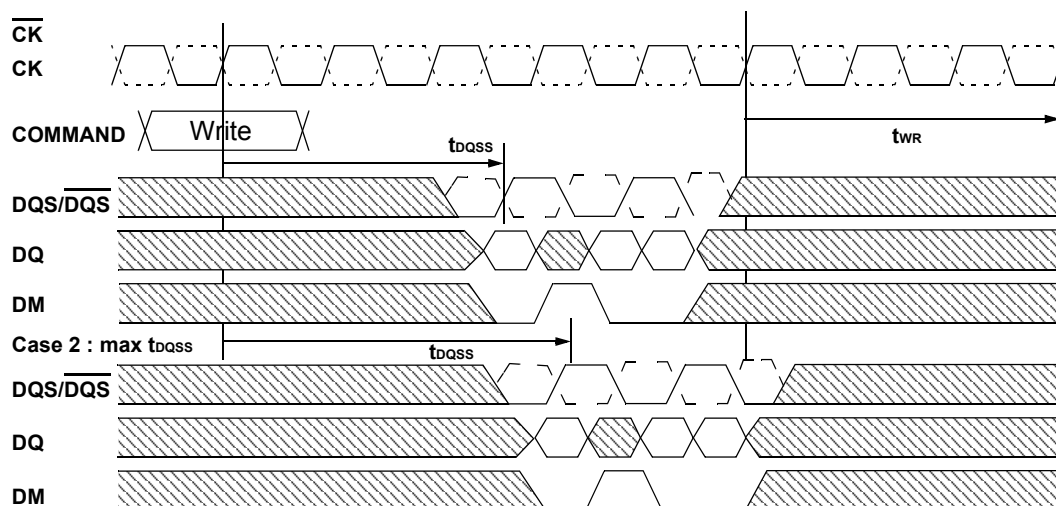 CK
CK
COMMAND Write
tDQSS
tWR
DQS/DQS
DQ
DM
Case 2 : max tDQSS
tDQSS
DQS/DQS
DQ
DM